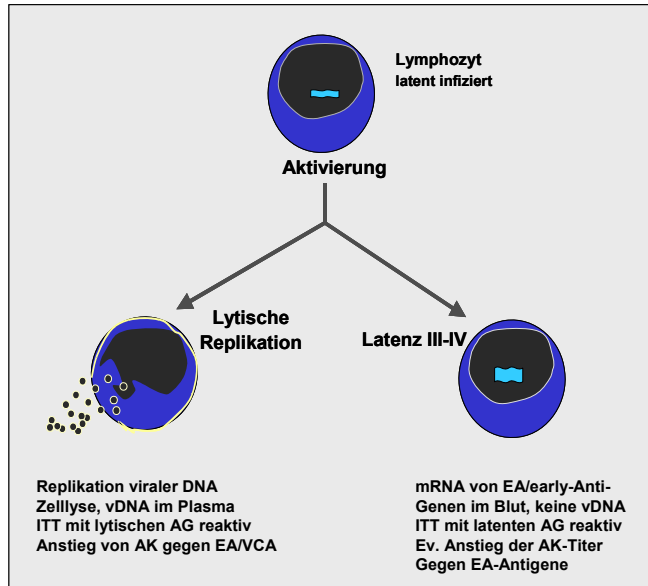 Lymphozyt
latent infiziert
Aktivierung
Lytische
Replikation
Latenz III-IV
Replikation viraler DNA
Zelllyse, vDNA im Plasma
ITT mit lytischen AG reaktiv
Anstieg von AK gegen EA/VCA
mRNA von EA/early-Anti-
Genen im Blut, keine vDNA
ITT mit latenten AG reaktiv
Ev. Anstieg der AK-Titer
Gegen EA-Antigene